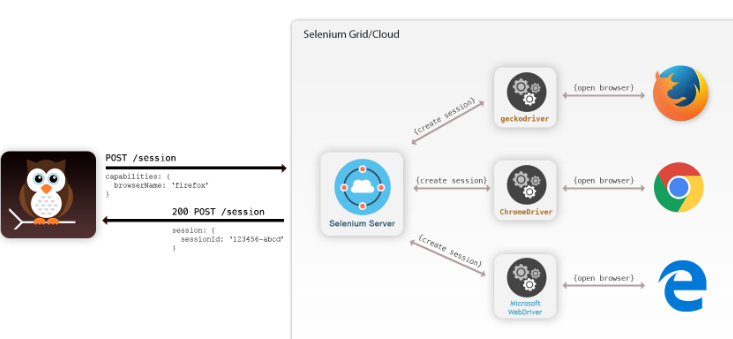 Selenium Grid/Cloud
POST /session
capabilities: {
browserName: "firefox"
}
200 POST /session
session: {
sessionId: "123456-abcd"
}
Selenium Server
{create session}
geckodriver
{open browser}
{create session}
ChromeDriver
{open browser}
{create session}
Microsoft
WebDriver
{open browser}